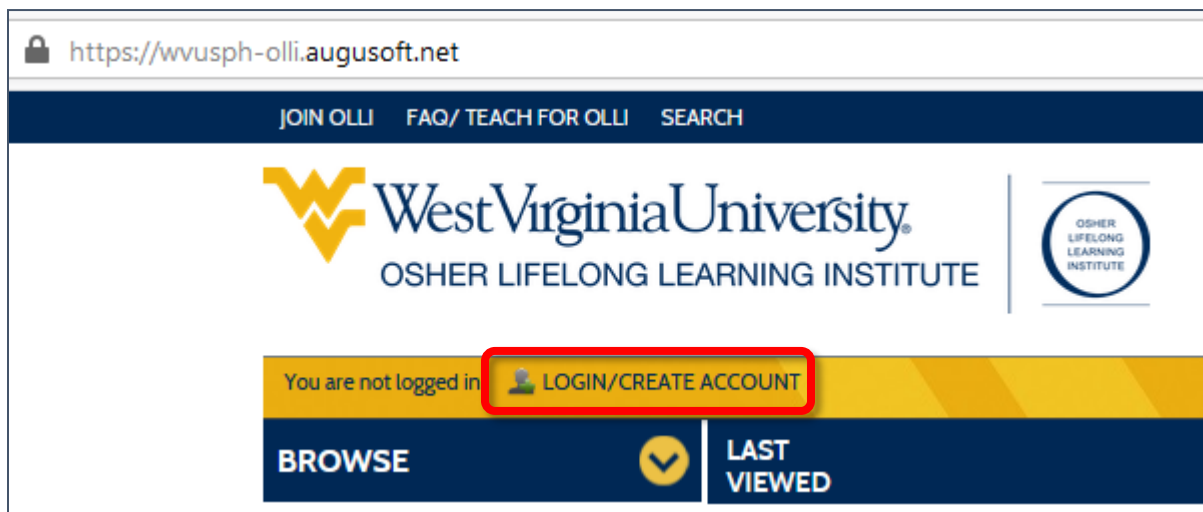 https://wvusph-olli.augusoft.net
JOIN OLLI FAQ/ TEACH FOR OLLI SEARCH
WestVirginiaUniversity®
OSHER LIFELONG LEARNING INSTITUTE
OSHER
LIFELONG
LEARNING
INSTITUTE
You are not logged in LOGIN/CREATE ACCOUNT
BROWSE
LAST
VIEWED